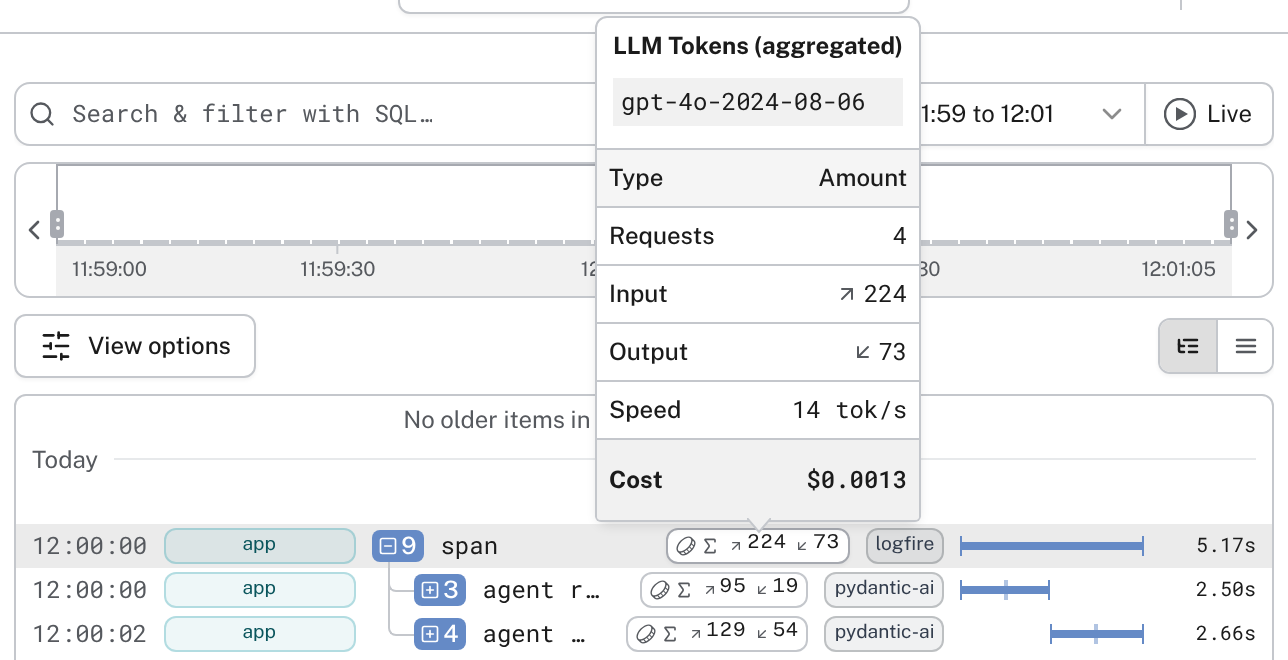 LLM Tokens (aggregated)
gpt-4o-2024-08-06
Search & filter with SQL…
1:59 to 12:01
Live
Type Amount
Requests 4
Input ↗ 224
Output ↙ 73
Speed 14 tok/s
Cost $0.0013
11:59:00 11:59:30 12 30 12:01:05
View options
No older items in
Today
12:00:00 app 9 span Σ ↗224 ↙73 logfire 5.17s
12:00:00 app 3 agent r… Σ ↗95 ↙19 pydantic-ai 2.50s
12:00:02 app 4 agent … Σ ↗129 ↙54 pydantic-ai 2.66s